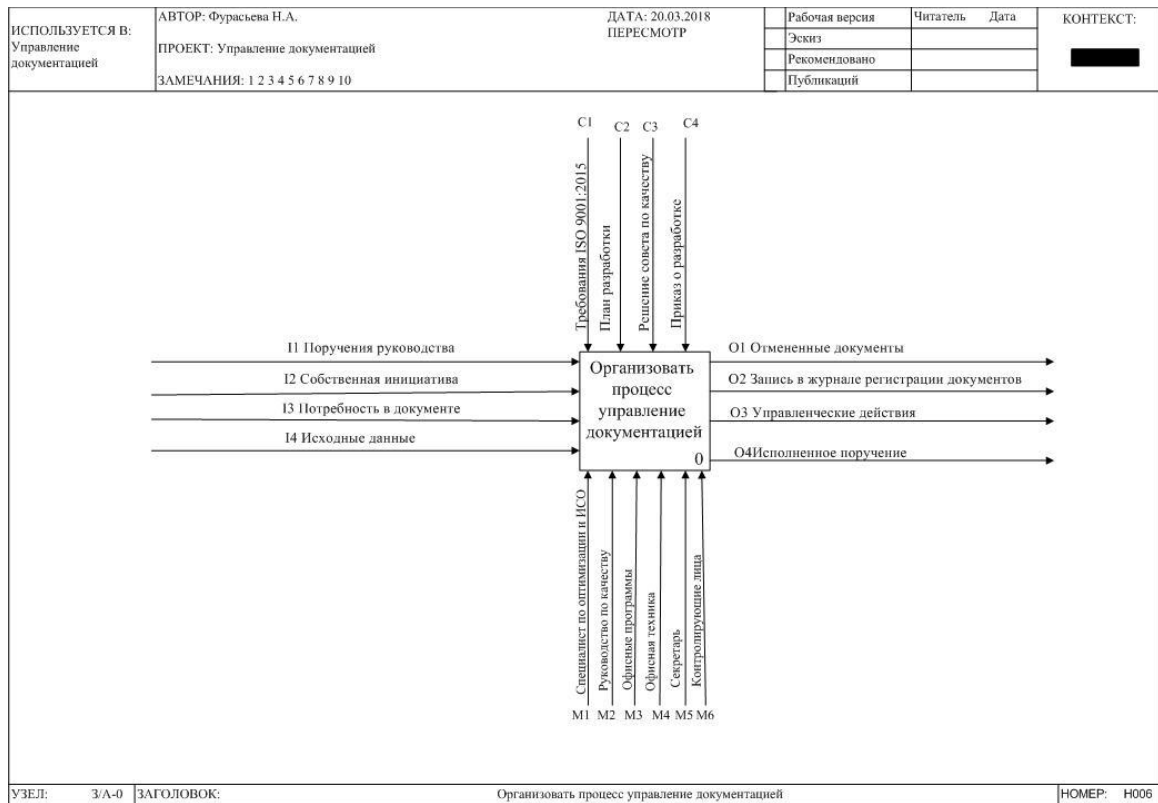 ИСПОЛЬЗУЕТСЯ В:
Управление
документацией
АВТОР: Фурасьева Н.А.
ПРОЕКТ: Управление документацией
ЗАМЕЧАНИЯ: 1 2 3 4 5 6 7 8 9 10
ДАТА: 20.03.2018
ПЕРЕСМОТР
Рабочая версия
Эскиз
Рекомендовано
Публикаций
Читатель Дата
КОНТЕКСТ:
C1 C2 C3 C4
Требования ISO 9001:2015
План разработки
Решение совета по качеству
Приказ о разработке
I1 Поручения руководства
I2 Собственная инициатива
I3 Потребность в документе
I4 Исходные данные
Организовать
процесс
управление
документацией
0
O1 Отмененные документы
O2 Запись в журнале регистрации документов
O3 Управленческие действия
O4Исполненное поручение
Специалист по оптимизации и ИСО
Руководство по качеству
Офисные программы
Офисная техника
Секретарь
Контролирующие лица
M1 M2 M3 M4 M5 M6
УЗЕЛ: 3/А-0 ЗАГОЛОВОК: Организовать процесс управление документацией НОМЕР: H006